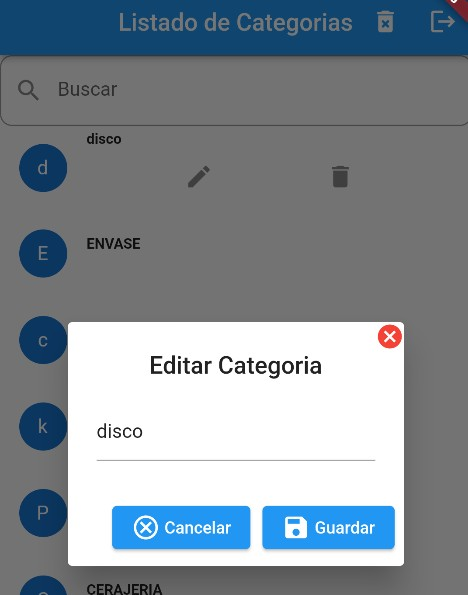 Listado de Categorias
Buscar
disco
d
ENVASE
E
c
Editar Categoria
disco
k
P
Cancelar
Guardar
CERAJERIA